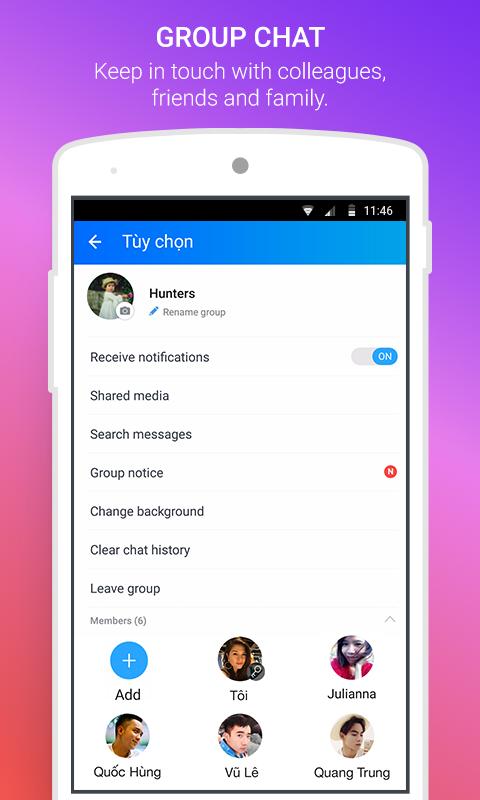 GROUP CHAT
Keep in touch with colleagues,
friends and family.
11:46
Tùy chọn
Hunters
Rename group
Receive notifications
ON
Shared media
Search messages
Group notice
N
Change background
Clear chat history
Leave group
Members (6)
Add
Tôi
Julianna
Quốc Hùng
Vũ Lê
Quang Trung